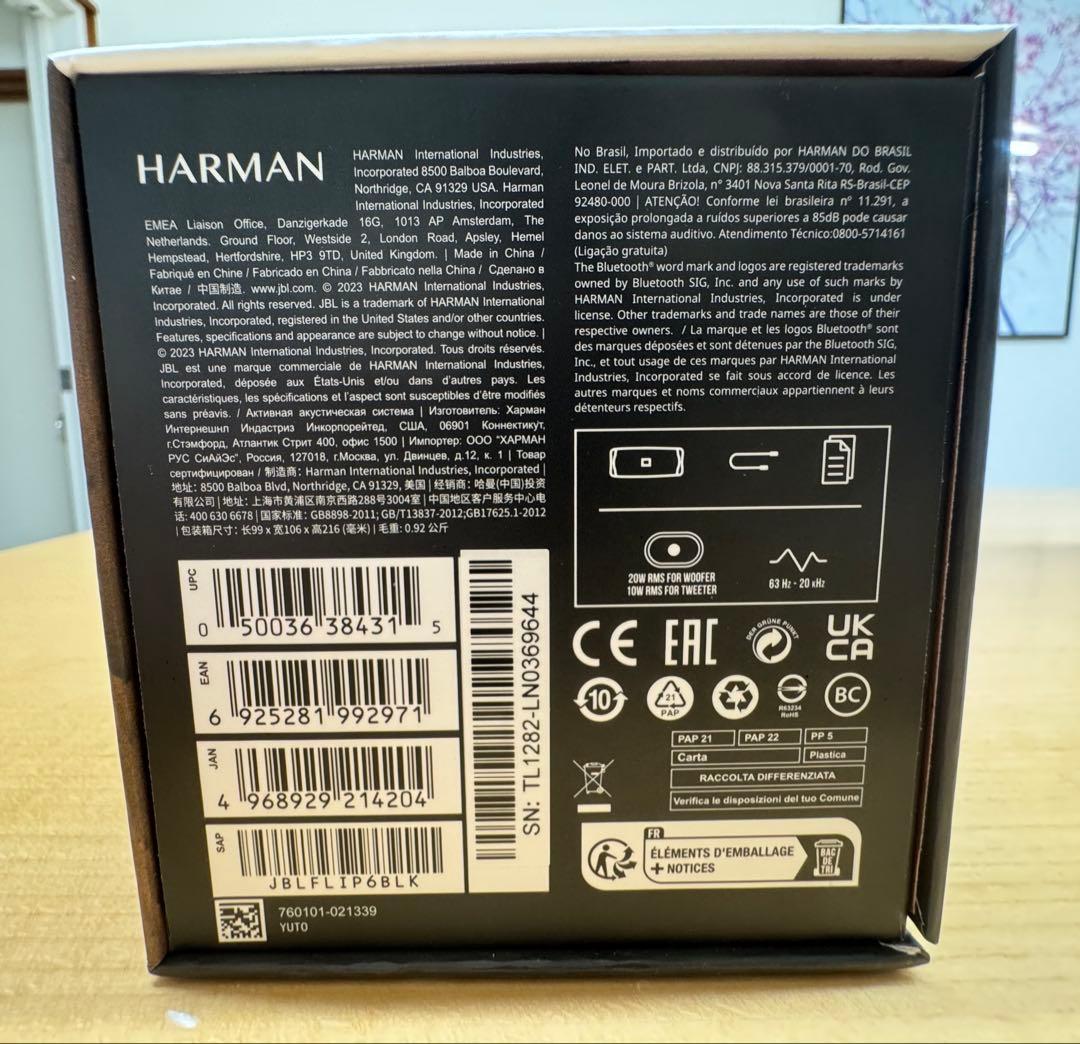 HARMAN
HARMAN International Industries,
Incorporated 8500 Balboa Boulevard,
Northridge, CA 91329 USA. Harman
International Industries, Incorporated
EMEA Liaison Office, Danzigerkade 16G, 1013 AP Amsterdam, The
Netherlands. Ground Floor, Westside 2, London Road, Apsley, Hemel
Hempstead, Hertfordshire, HP3 9TD, United Kingdom. | Made in China /
Fabriqué en Chine / Fabricado en China / Fabbricato nella China / Сделано в
Китае / 中国制造. www.jbl.com. © 2023 HARMAN International Industries,
Incorporated. All rights reserved. JBL is a trademark of HARMAN International
Industries, Incorporated, registered in the United States and/or other countries.
Features, specifications and appearance are subject to change without notice. |
© 2023 HARMAN International Industries, Incorporated. Tous droits réservés.
JBL est une marque commerciale de HARMAN International Industries,
Incorporated, déposée aux États-Unis et/ou dans d'autres pays. Les
caractéristiques, les spécifications et l'aspect sont susceptibles d'être modifiés
sans préavis. / Активная акустическая система | Изготовитель: Харман
Интернешнл Индастриз Инкорпорейтед, США, 06901 Коннектикут,
г.Стэмфорд, Атлантик Стрит 400, офис 1500 | Импортер: ООО "ХАРМАН
РУС СиАйЭс", Россия, 127018, г.Москва, ул. Двинцев, д.12, к. 1 | Товар
сертифицирован / 制造商: Harman International Industries, Incorporated |
地址: 8500 Balboa Blvd, Northridge, CA 91329, 美国 | 经销商: 哈曼(中国)投资
有限公司 | 地址: 上海市黄浦区南京西路288号3004室 | 中国地区客户服务中心电
话: 400 630 6678 | 国家标准: GB8898-2011; GB/T13837-2012;GB17625.1-2012
| 包装箱尺寸: 长99 x 宽106 x 高216 (毫米) | 毛重: 0.92 公斤
No Brasil, Importado e distribuído por HARMAN DO BRASIL
IND. ELET. e PART. Ltda, CNPJ: 88.315.379/0001-70, Rod. Gov.
Leonel de Moura Brizola, n° 3401 Nova Santa Rita RS-Brasil-CEP
92480-000 | ATENÇÃO! Conforme lei brasileira n° 11.291, a
exposição prolongada a ruídos superiores a 85dB pode causar
danos ao sistema auditivo. Atendimento Técnico:0800-5714161
(Ligação gratuita)
The Bluetooth® word mark and logos are registered trademarks
owned by Bluetooth SIG, Inc. and any use of such marks by
HARMAN International Industries, Incorporated is under
license. Other trademarks and trade names are those of their
respective owners. / La marque et les logos Bluetooth® sont
des marques déposées et sont détenues par the Bluetooth SIG,
Inc., et tout usage de ces marques par HARMAN International
Industries, Incorporated se fait sous accord de licence. Les
autres marques et noms commerciaux appartiennent à leurs
détenteurs respectifs.
20W RMS FOR WOOFER
10W RMS FOR TWEETER
63 Hz - 20 kHz
UPC
0 50036 38431 5
EAN
6 925281 992971
JAN
4 968929 214204
SAP
JBLFLIP6BLK
SN: TL1282-LN0369644
760101-021339
YUTO
CE EAC DER GRÜNE PUNKT UK
CA
10 21
PAP
R63234
RoHS
BC
PAP 21 PAP 22 PP 5
Carta Plastica
RACCOLTA DIFFERENZIATA
Verifica le disposizioni del tuo Comune
FR
ÉLÉMENTS D'EMBALLAGE
+ NOTICES
BAC
DE
TRI